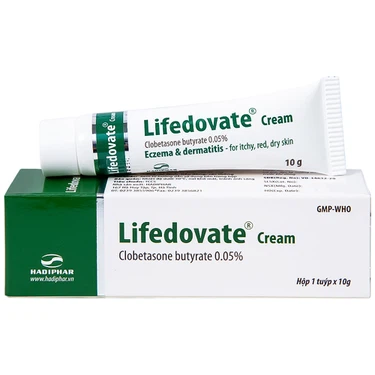 Lifedovate® Cream
Clobetasone butyrate 0.05%
Eczema & dermatitis - for itchy, red, dry skin
10 g
GMP-WHO
Lifedovate® Cream
Clobetasone butyrate 0.05%
HADIPHAR
www.hadiphar.vn
Hộp 1 tuýp x 10g